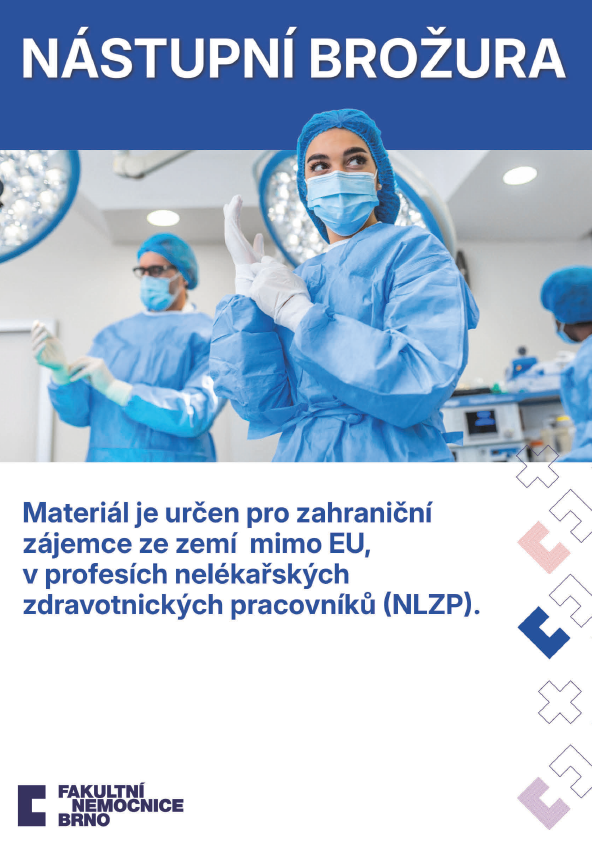 NÁSTUPNÍ BROŽURA
Materiál je určen pro zahraniční
zájemce ze zemí mimo EU,
v profesích nelékařských
zdravotnických pracovníků (NLZP).
FAKULTNÍ
NEMOCNICE
BRNO